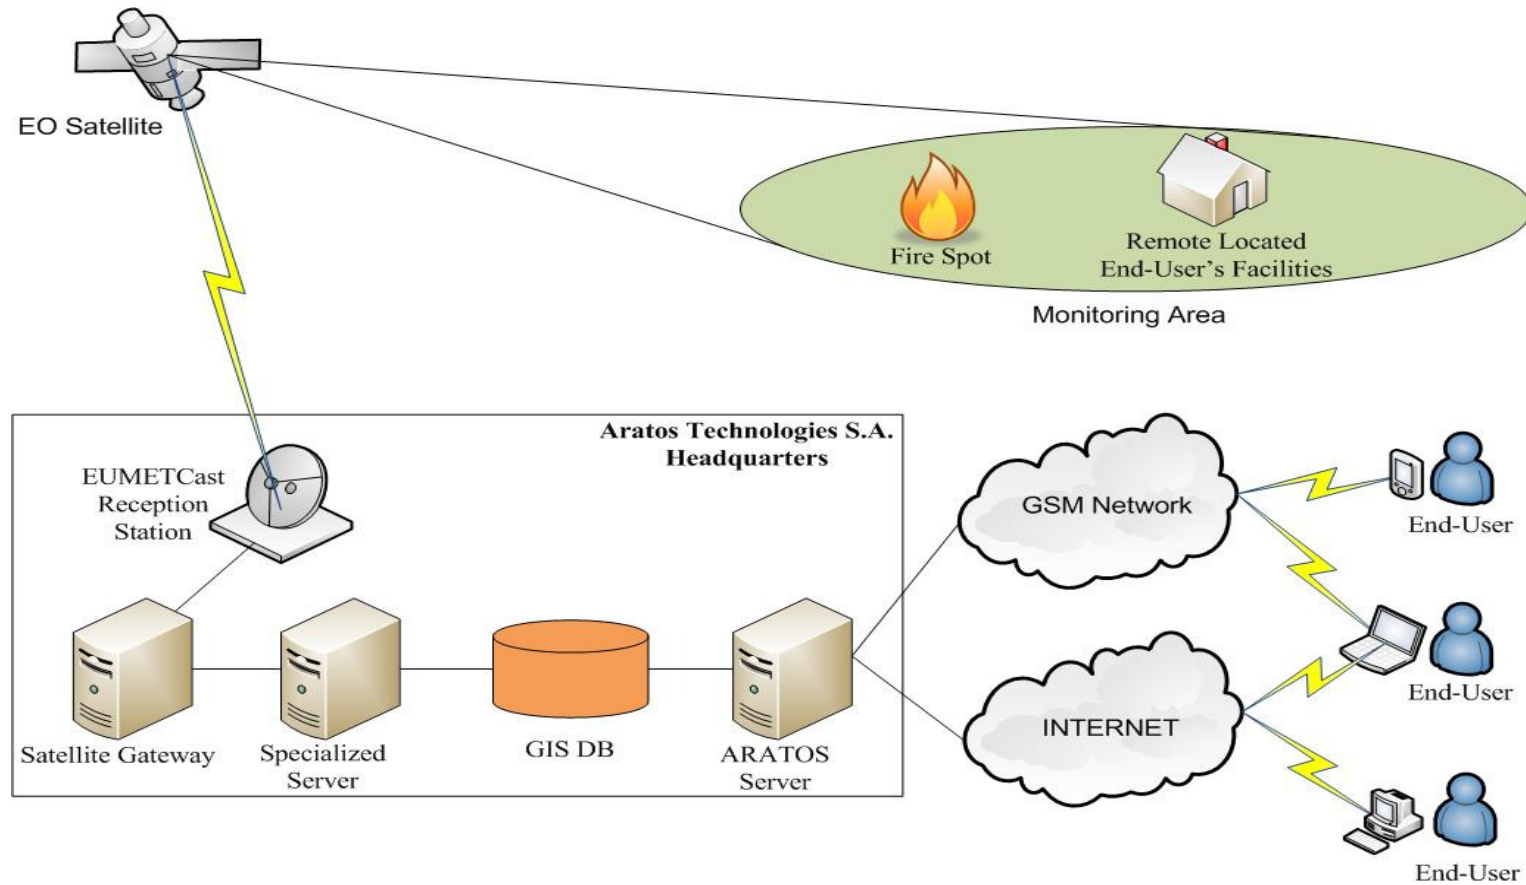 EO Satellite
Fire Spot
Remote Located
End-User's Facilities
Monitoring Area
Aratos Technologies S.A.
Headquarters
EUMETCast
Reception
Station
Satellite Gateway
Specialized
Server
GIS DB
ARATOS
Server
GSM Network
INTERNET
End-User
End-User
End-User